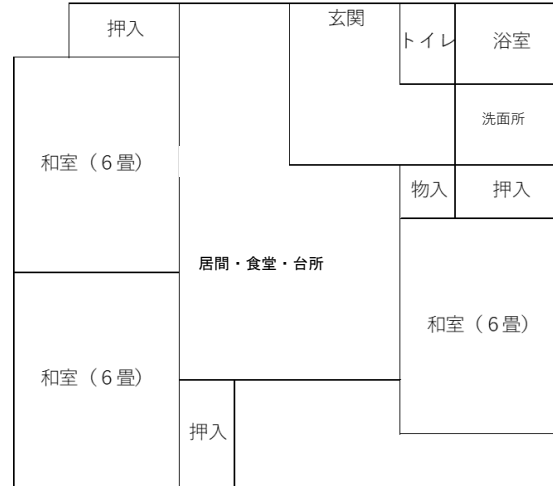 押入
玄関
トイレ
浴室
洗面所
和室（６畳）
物入
押入
居間・食堂・台所
和室（６畳）
和室（６畳）
押入